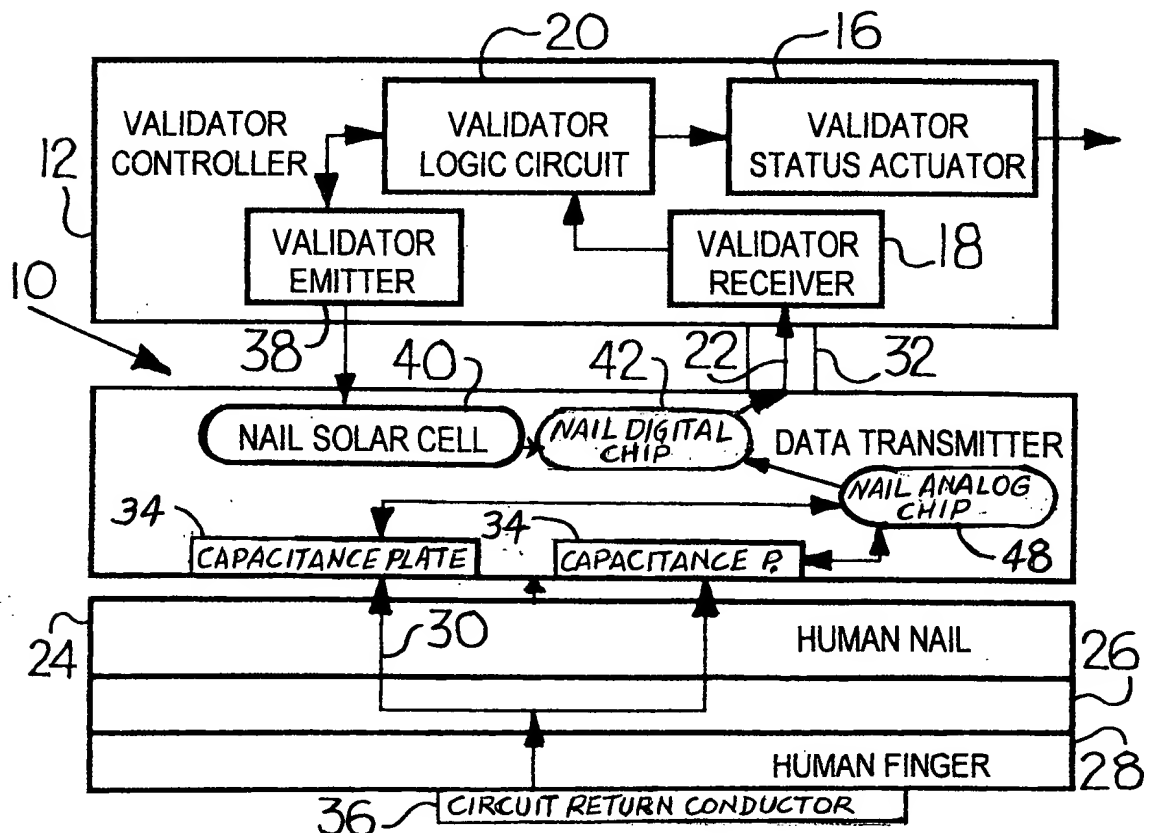 20
16
VALIDATOR
CONTROLLER
VALIDATOR
LOGIC CIRCUIT
VALIDATOR
STATUS ACTUATOR
12
VALIDATOR
EMITTER
VALIDATOR
RECEIVER
18
10
38
40
42
22
32
NAIL SOLAR CELL
NAIL DIGITAL
CHIP
DATA TRANSMITTER
NAIL ANALOG
CHIP
34
34
CAPACITANCE PLATE
CAPACITANCE P.
48
24
30
HUMAN NAIL
26
HUMAN FINGER
28
36
CIRCUIT RETURN CONDUCTOR